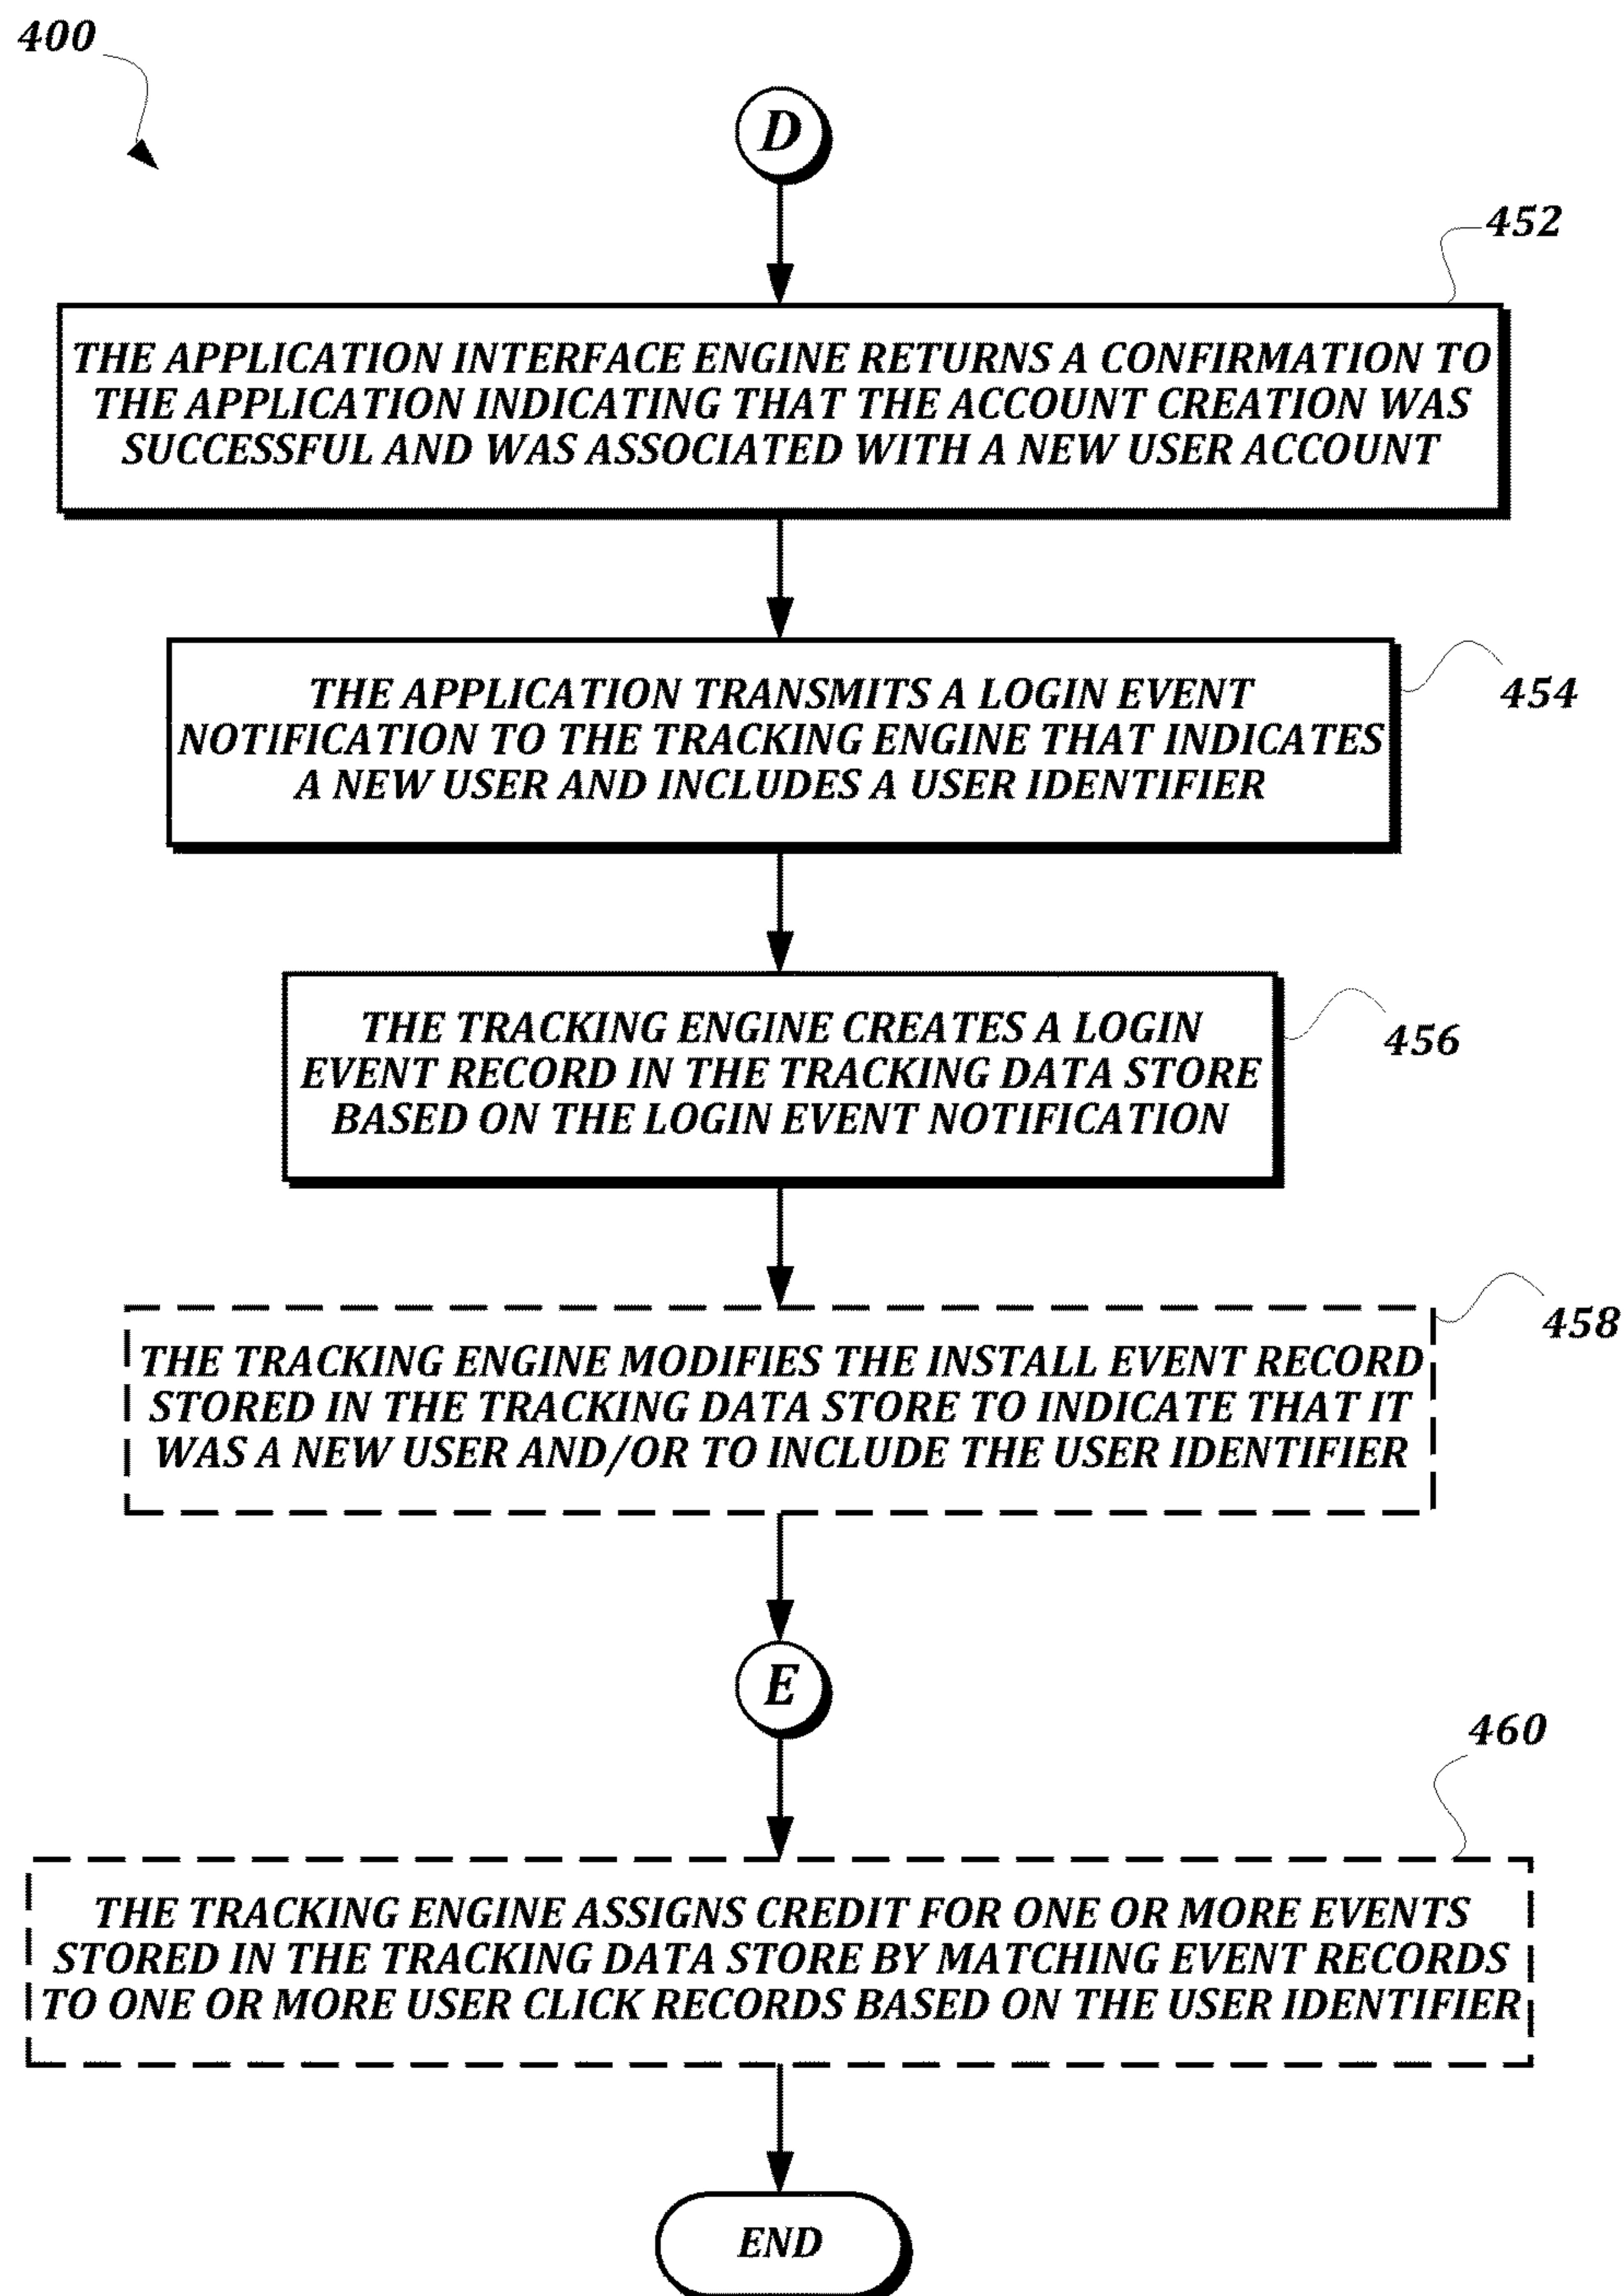 400
D
452
THE APPLICATION INTERFACE ENGINE RETURNS A CONFIRMATION TO
THE APPLICATION INDICATING THAT THE ACCOUNT CREATION WAS
SUCCESSFUL AND WAS ASSOCIATED WITH A NEW USER ACCOUNT
454
THE APPLICATION TRANSMITS A LOGIN EVENT
NOTIFICATION TO THE TRACKING ENGINE THAT INDICATES
A NEW USER AND INCLUDES A USER IDENTIFIER
456
THE TRACKING ENGINE CREATES A LOGIN
EVENT RECORD IN THE TRACKING DATA STORE
BASED ON THE LOGIN EVENT NOTIFICATION
458
THE TRACKING ENGINE MODIFIES THE INSTALL EVENT RECORD
STORED IN THE TRACKING DATA STORE TO INDICATE THAT IT
WAS A NEW USER AND/OR TO INCLUDE THE USER IDENTIFIER
E
460
THE TRACKING ENGINE ASSIGNS CREDIT FOR ONE OR MORE EVENTS
STORED IN THE TRACKING DATA STORE BY MATCHING EVENT RECORDS
TO ONE OR MORE USER CLICK RECORDS BASED ON THE USER IDENTIFIER
END